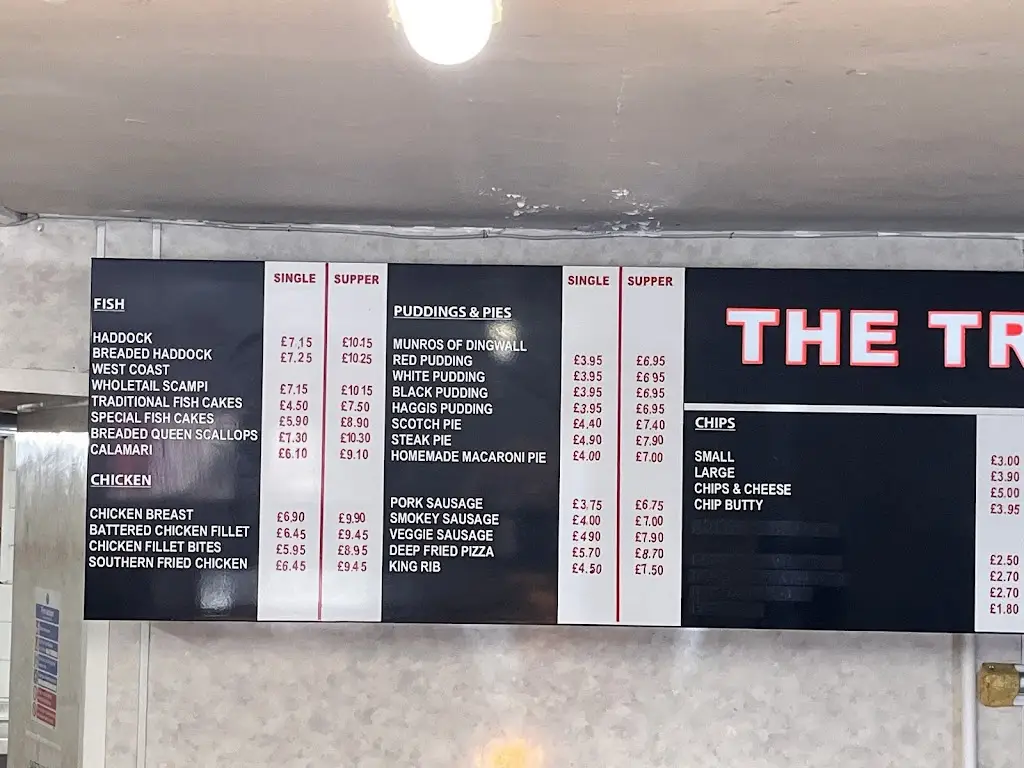 SINGLE SUPPER
FISH
HADDOCK £7.15 £10.15
BREADED HADDOCK £7.25 £10.25
WEST COAST
WHOLETAIL SCAMPI £7.15 £10.15
TRADITIONAL FISH CAKES £4.50 £7.50
SPECIAL FISH CAKES £5.90 £8.90
BREADED QUEEN SCALLOPS £7.30 £10.30
CALAMARI £6.10 £9.10
CHICKEN
CHICKEN BREAST £6.90 £9.90
BATTERED CHICKEN FILLET £6.45 £9.45
CHICKEN FILLET BITES £5.95 £8.95
SOUTHERN FRIED CHICKEN £6.45 £9.45
SINGLE SUPPER
PUDDINGS & PIES
MUNROS OF DINGWALL
RED PUDDING £3.95 £6.95
WHITE PUDDING £3.95 £6.95
BLACK PUDDING £3.95 £6.95
HAGGIS PUDDING £3.95 £6.95
SCOTCH PIE £4.40 £7.40
STEAK PIE £4.90 £7.90
HOMEMADE MACARONI PIE £4.00 £7.00
PORK SAUSAGE £3.75 £6.75
SMOKEY SAUSAGE £4.00 £7.00
VEGGIE SAUSAGE £4.90 £7.90
DEEP FRIED PIZZA £5.70 £8.70
KING RIB £4.50 £7.50
THE TR
CHIPS
SMALL £3.00
LARGE £3.90
CHIPS & CHEESE £5.00
CHIP BUTTY £3.95
£2.50
£2.70
£2.70
£1.80